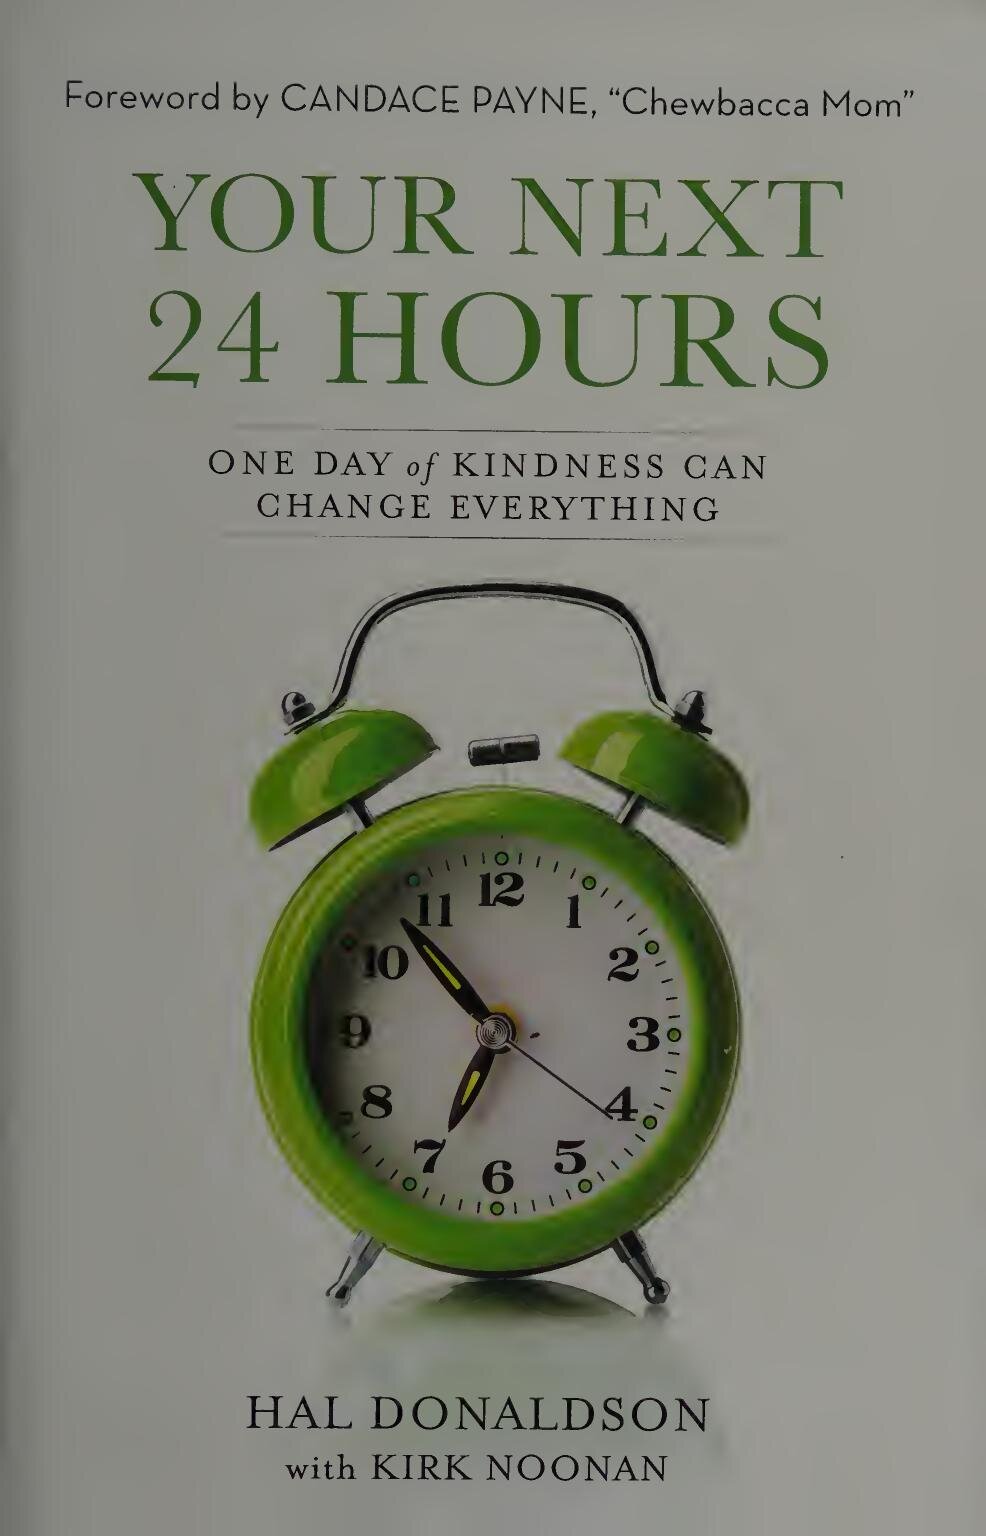 Foreword by CANDACE PAYNE, “Chewbacca Mom”
YOUR NEXT
24 HOURS
ONE DAY of KINDNESS CAN
CHANGE EVERYTHING
12
11
1
10
2
9
3
8
4
7
5
6
HAL DONALDSON
with KIRK NOONAN